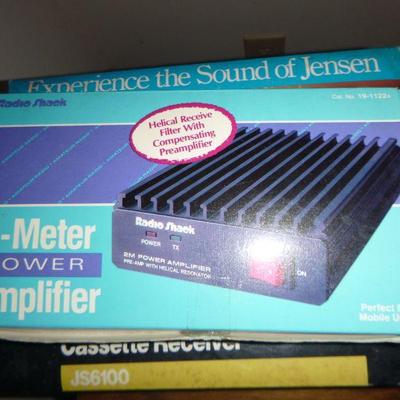 Experience the Sound of Jensen
Radio Shack
Cat. No. 19-1122A
Helical Receive
Filter With
Compensating
Preamplifier
-Meter
POWER
mplifier
Radio Shack
POWER TX
2M POWER AMPLIFIER
PRE-AMP WITH HELICAL RESONATOR
ON
Perfect
Mobile U
Cassette Receiver
JS6100